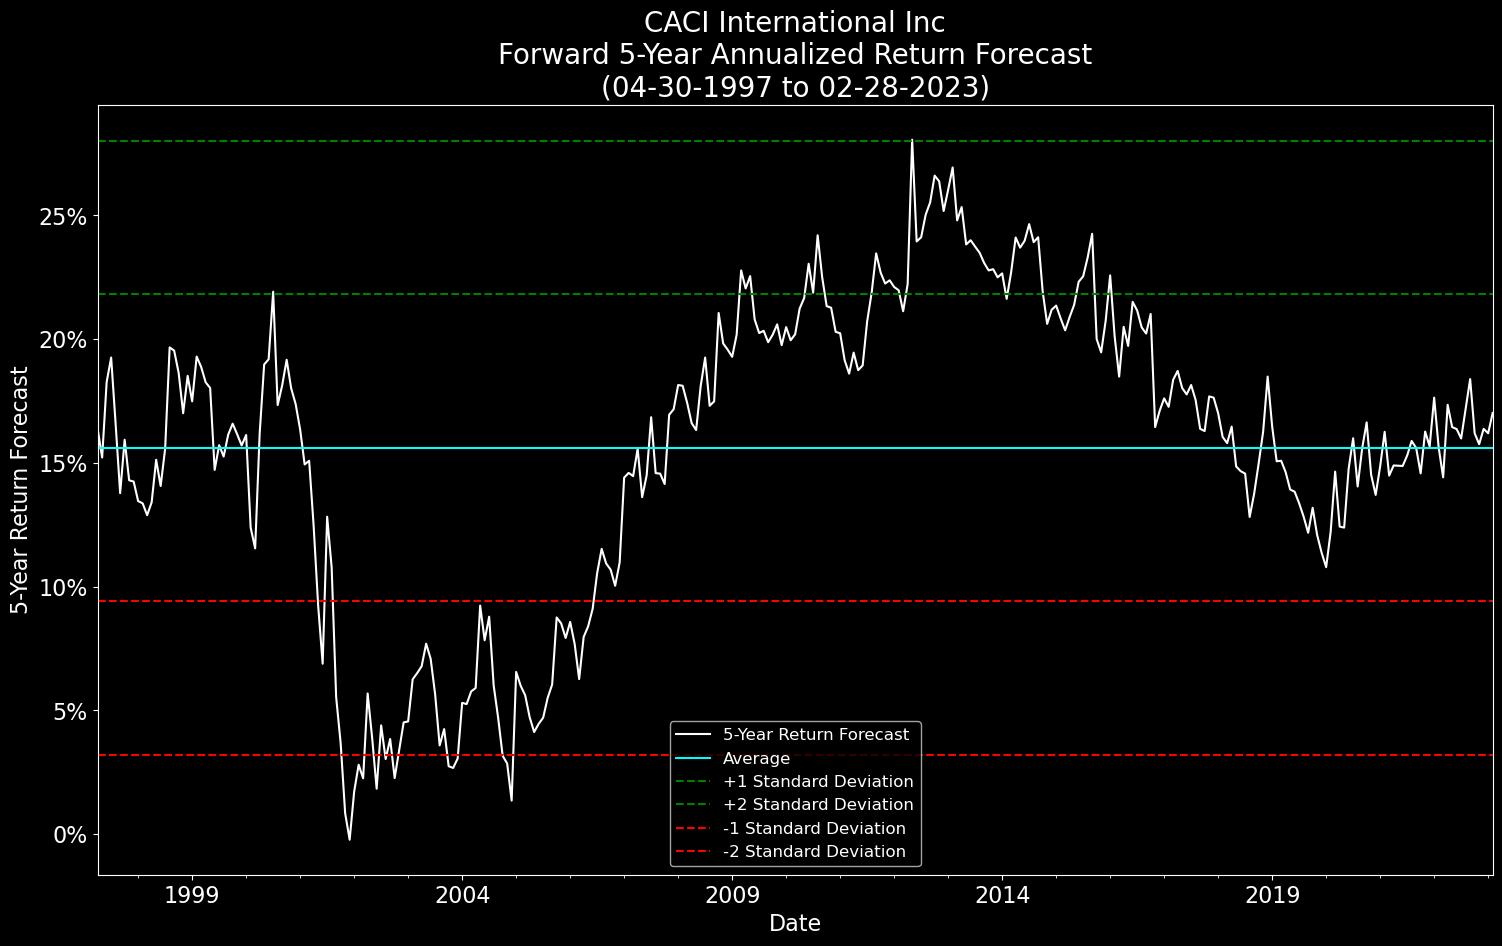 CACI International Inc
Forward 5-Year Annualized Return Forecast
(04-30-1997 to 02-28-2023)
25%
20%
15%
10%
5%
0%
5-Year Return Forecast
5-Year Return Forecast
Average
+1 Standard Deviation
+2 Standard Deviation
-1 Standard Deviation
-2 Standard Deviation
1999 2004 2009 2014 2019
Date